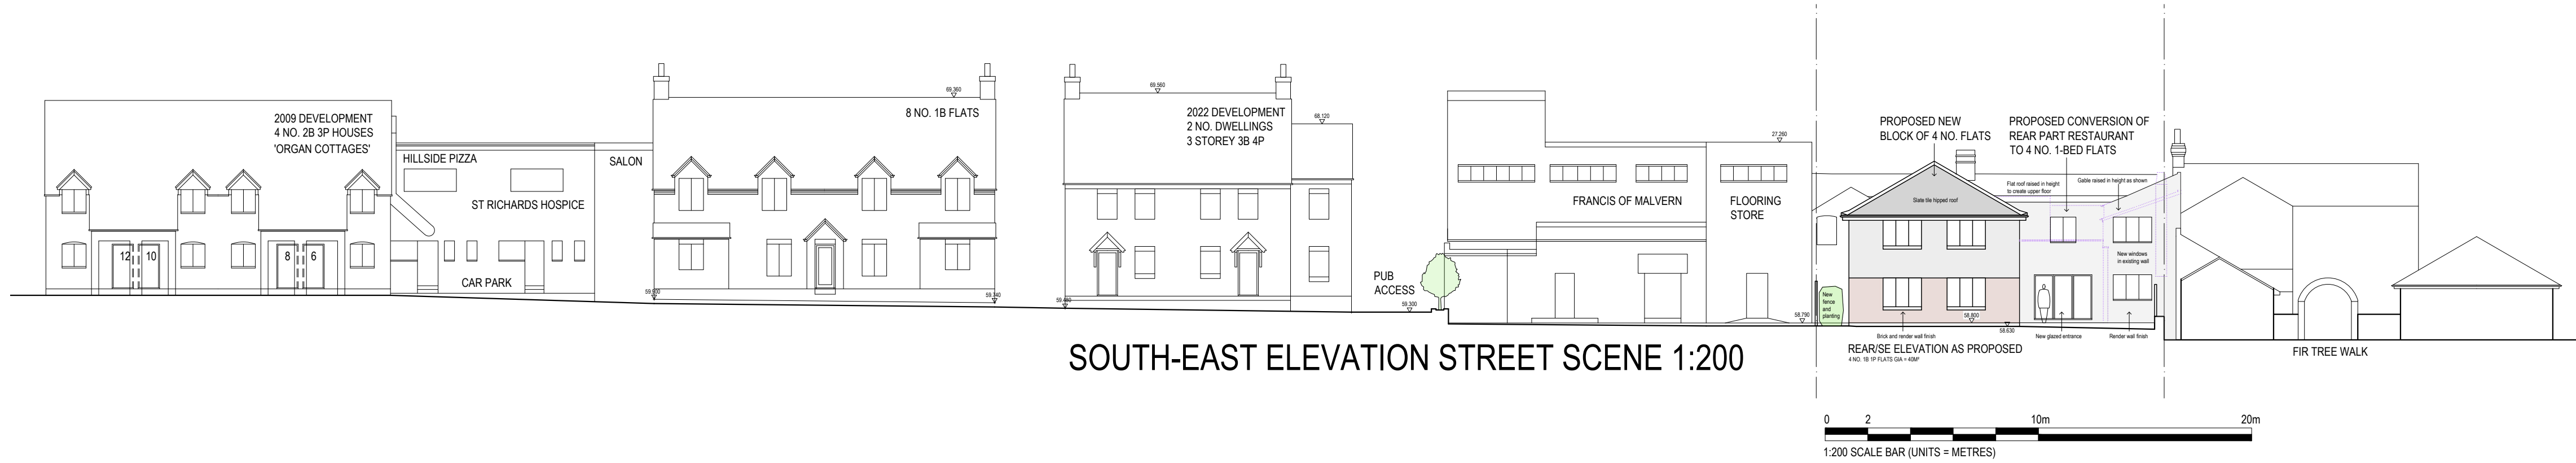 2009 DEVELOPMENT
4 NO. 2B 3P HOUSES
'ORGAN COTTAGES'
12
10
8
6
HILLSIDE PIZZA
ST RICHARDS HOSPICE
CAR PARK
SALON
69.360
8 NO. 1B FLATS
59.600
59.340
69.560
2022 DEVELOPMENT
2 NO. DWELLINGS
3 STOREY 3B 4P
68.120
PUB
ACCESS
59.300
27.260
FRANCIS OF MALVERN
FLOORING
STORE
58.790
PROPOSED NEW
BLOCK OF 4 NO. FLATS
PROPOSED CONVERSION OF
REAR PART RESTAURANT
TO 4 NO. 1-BED FLATS
Flat roof raised in height
to create upper floor
Gable raised in height as shown
Slate tile hipped roof
New windows
in existing wall
New
fence
and
planting
58.800
58.630
Brick and render wall finish
New glazed entrance
Render wall finish
REAR/SE ELEVATION AS PROPOSED
4 NO. 1B 1P FLATS GIA = 40M²
FIR TREE WALK
SOUTH-EAST ELEVATION STREET SCENE 1:200
0
2
10m
20m
1:200 SCALE BAR (UNITS = METRES)